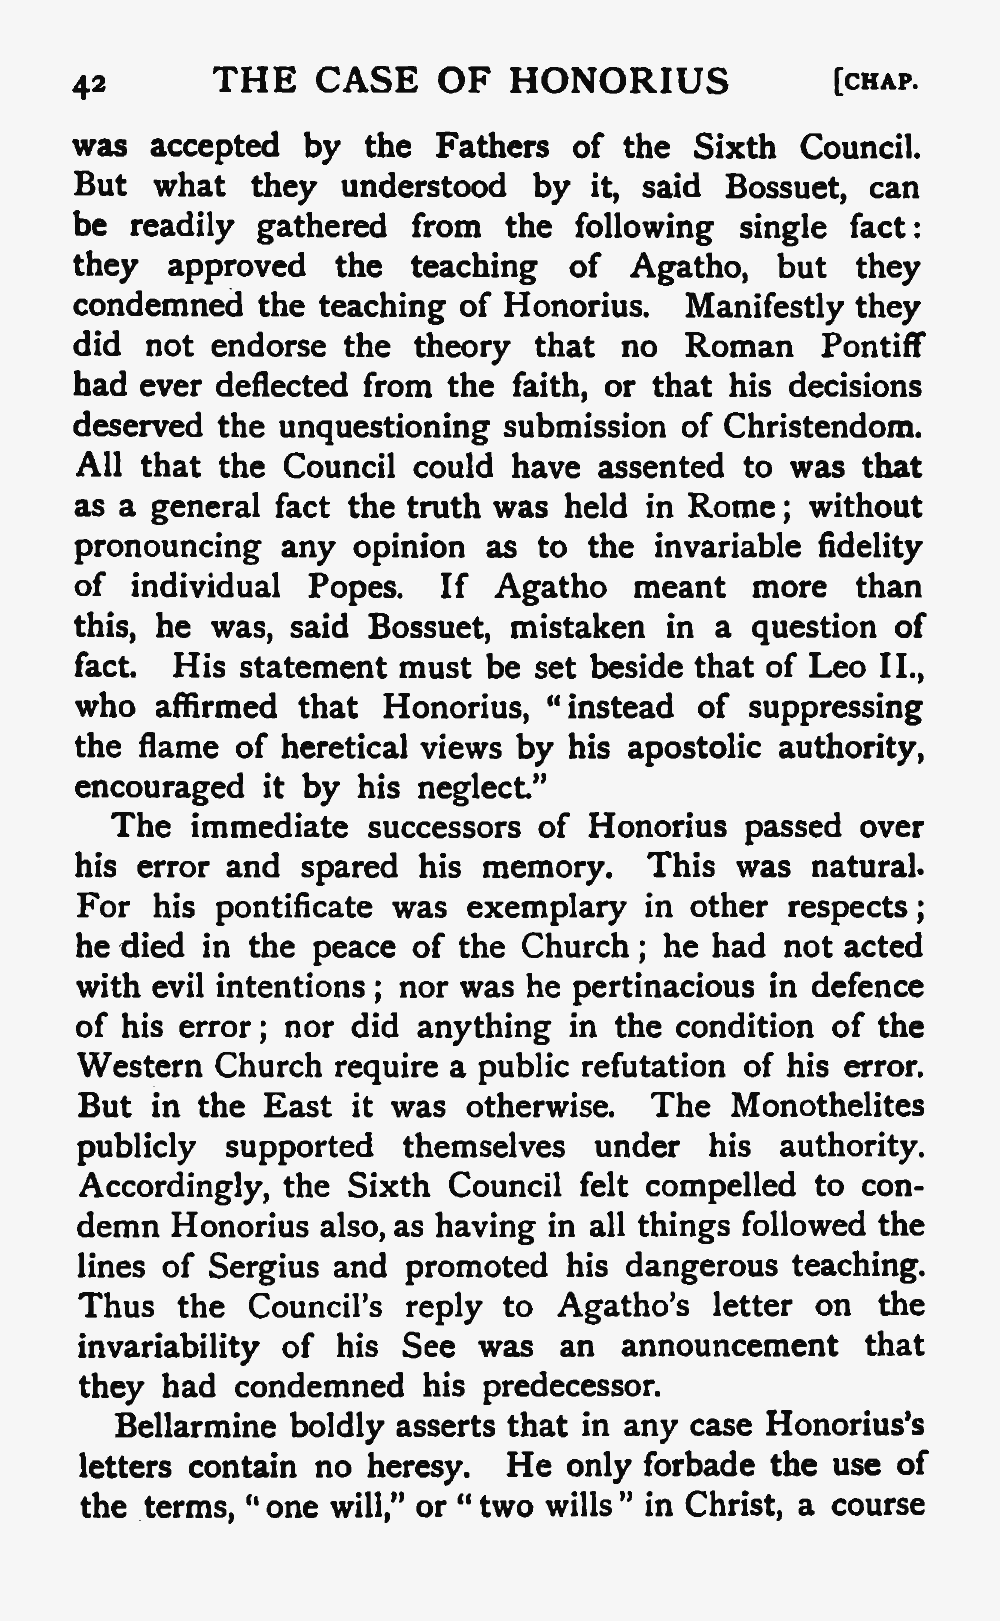 42 THE CASE OF HONORIUS [CHAP.
was accepted by the Fathers of the Sixth Council.
But what they understood by it, said Bossuet, can
be readily gathered from the following single fact:
they approved the teaching of Agatho, but they
condemned the teaching of Honorius. Manifestly they
did not endorse the theory that no Roman Pontiff
had ever deflected from the faith, or that his decisions
deserved the unquestioning submission of Christendom.
All that the Council could have assented to was that
as a general fact the truth was held in Rome; without
pronouncing any opinion as to the invariable fidelity
of individual Popes. If Agatho meant more than
this, he was, said Bossuet, mistaken in a question of
fact. His statement must be set beside that of Leo II.,
who affirmed that Honorius, "instead of suppressing
the flame of heretical views by his apostolic authority,
encouraged it by his neglect."
The immediate successors of Honorius passed over
his error and spared his memory. This was natural.
For his pontificate was exemplary in other respects;
he died in the peace of the Church; he had not acted
with evil intentions; nor was he pertinacious in defence
of his error; nor did anything in the condition of the
Western Church require a public refutation of his error.
But in the East it was otherwise. The Monothelites
publicly supported themselves under his authority.
Accordingly, the Sixth Council felt compelled to con-
demn Honorius also, as having in all things followed the
lines of Sergius and promoted his dangerous teaching.
Thus the Council's reply to Agatho's letter on the
invariability of his See was an announcement that
they had condemned his predecessor.
Bellarmine boldly asserts that in any case Honorius's
letters contain no heresy. He only forbade the use of
the terms, "one will," or "two wills" in Christ, a course